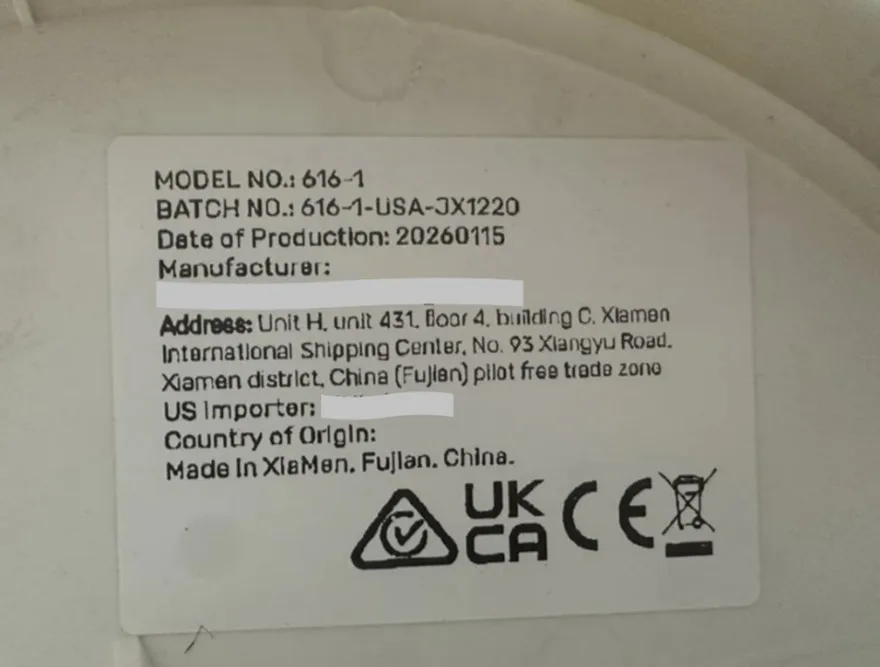 MODEL NO.: 616-1
BATCH NO.: 616-1-USA-JX1220
Date of Production: 20260115
Manufacturer:
Address: Unit H, unit 431, floor 4, building C, Xiamen
International Shipping Center, No. 93 Xiangyu Road,
Xiamen district, China (Fujian) pilot free trade zone
US Importer:
Country of Origin:
Made in XiaMen, Fujian, China.
UK
CA
CE